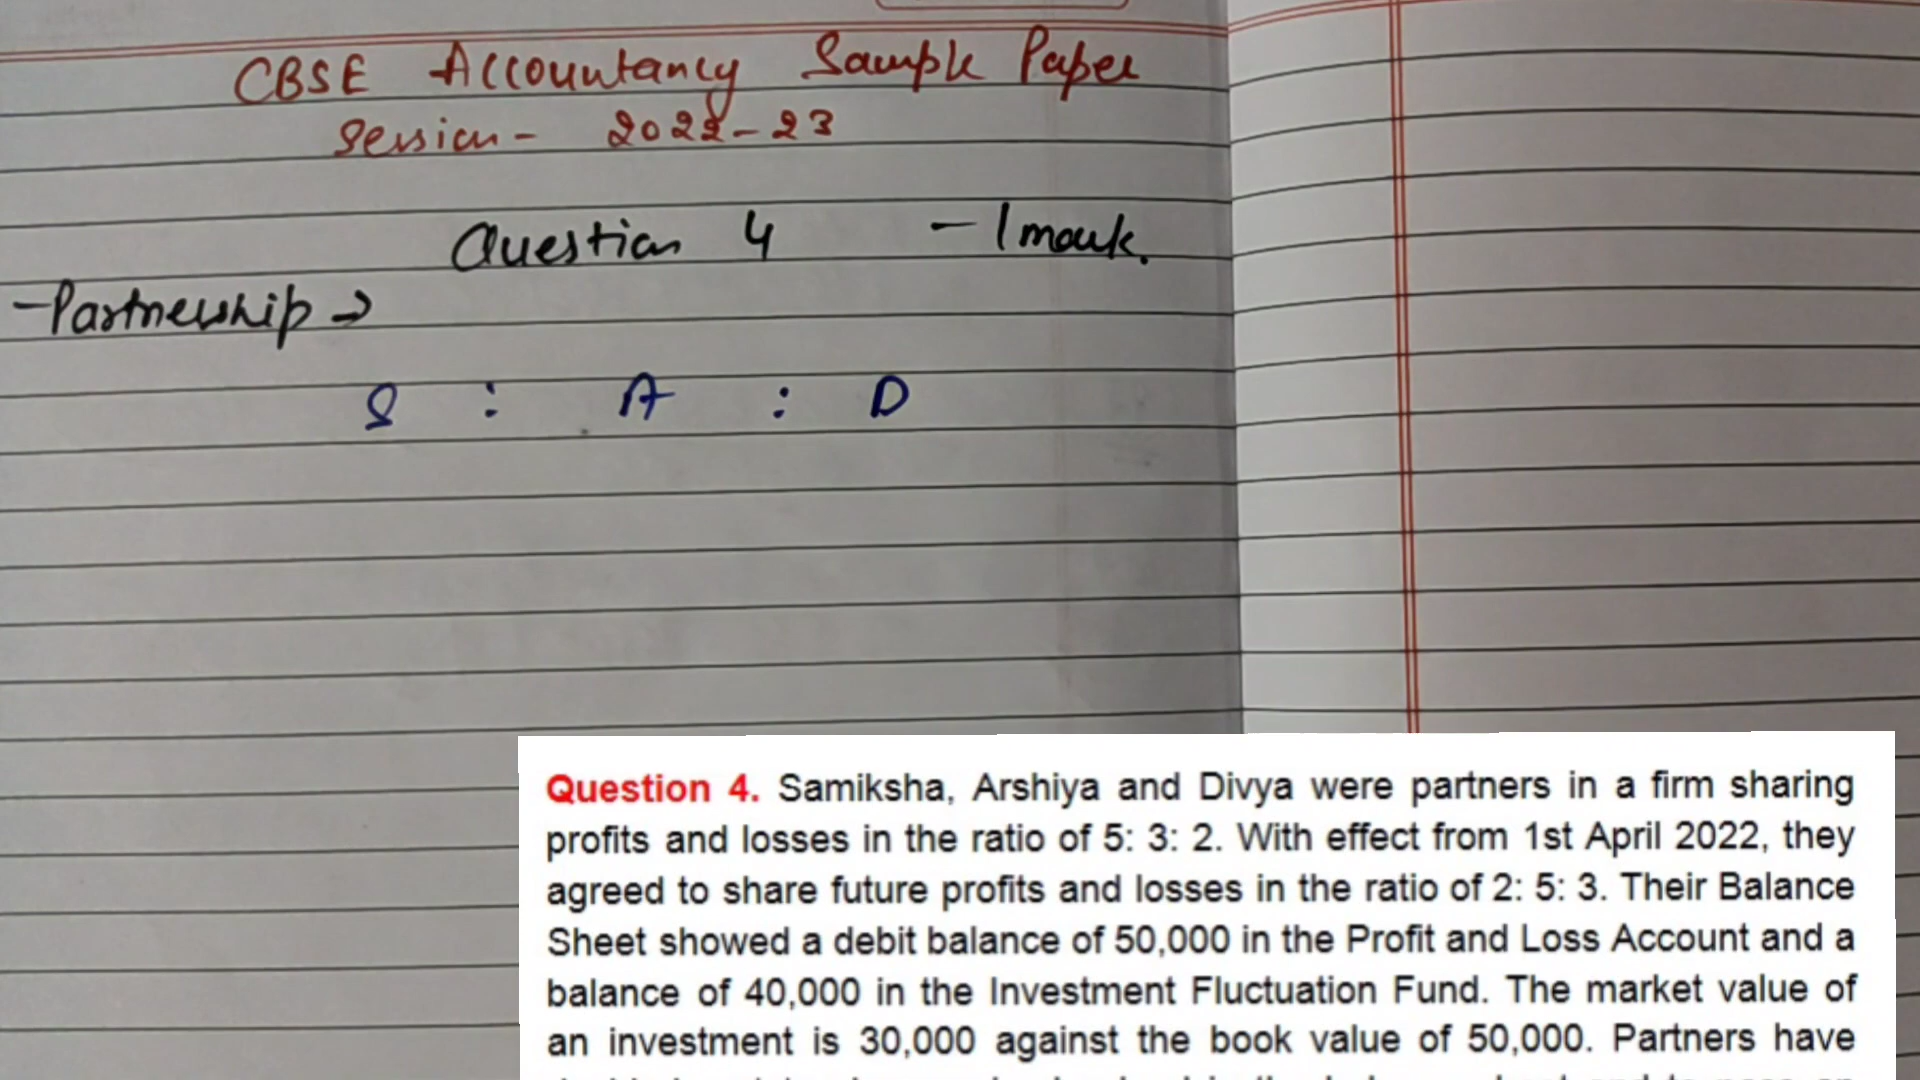 CBSE Accountancy Sample Paper
Session - 2022-23
Question 4 - 1 mark.
- Partnership →
S : A : D
Question 4. Samiksha, Arshiya and Divya were partners in a firm sharing
profits and losses in the ratio of 5: 3: 2. With effect from 1st April 2022, they
agreed to share future profits and losses in the ratio of 2: 5: 3. Their Balance
Sheet showed a debit balance of 50,000 in the Profit and Loss Account and a
balance of 40,000 in the Investment Fluctuation Fund. The market value of
an investment is 30,000 against the book value of 50,000. Partners have